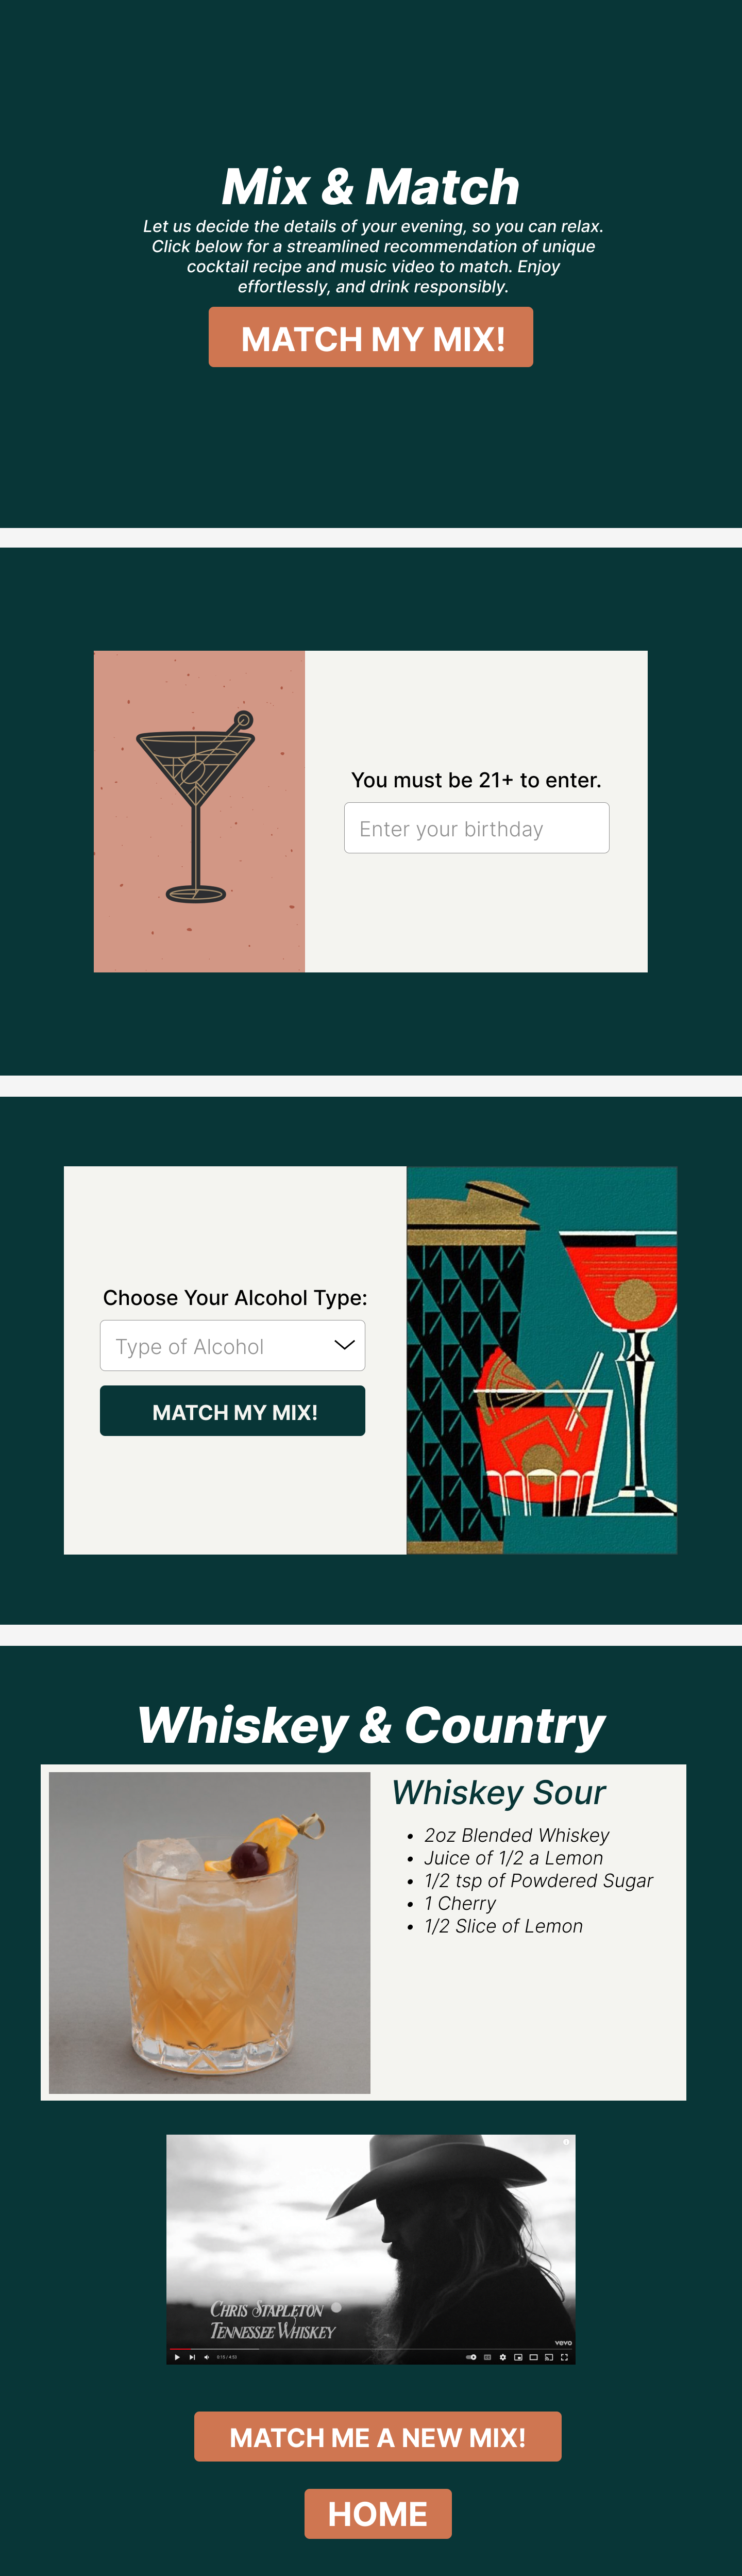 Mix & Match
Let us decide the details of your evening, so you can relax.
Click below for a streamlined recommendation of unique
cocktail recipe and music video to match. Enjoy
effortlessly, and drink responsibly.
MATCH MY MIX!
You must be 21+ to enter.
Enter your birthday
Choose Your Alcohol Type:
Type of Alcohol
MATCH MY MIX!
Whiskey & Country
Whiskey Sour
• 2oz Blended Whiskey
• Juice of 1/2 a Lemon
• 1/2 tsp of Powdered Sugar
• 1 Cherry
• 1/2 Slice of Lemon
CHRIS STAPLETON
TENNESSEE WHISKEY
vevo
0:15 / 4:53
MATCH ME A NEW MIX!
HOME